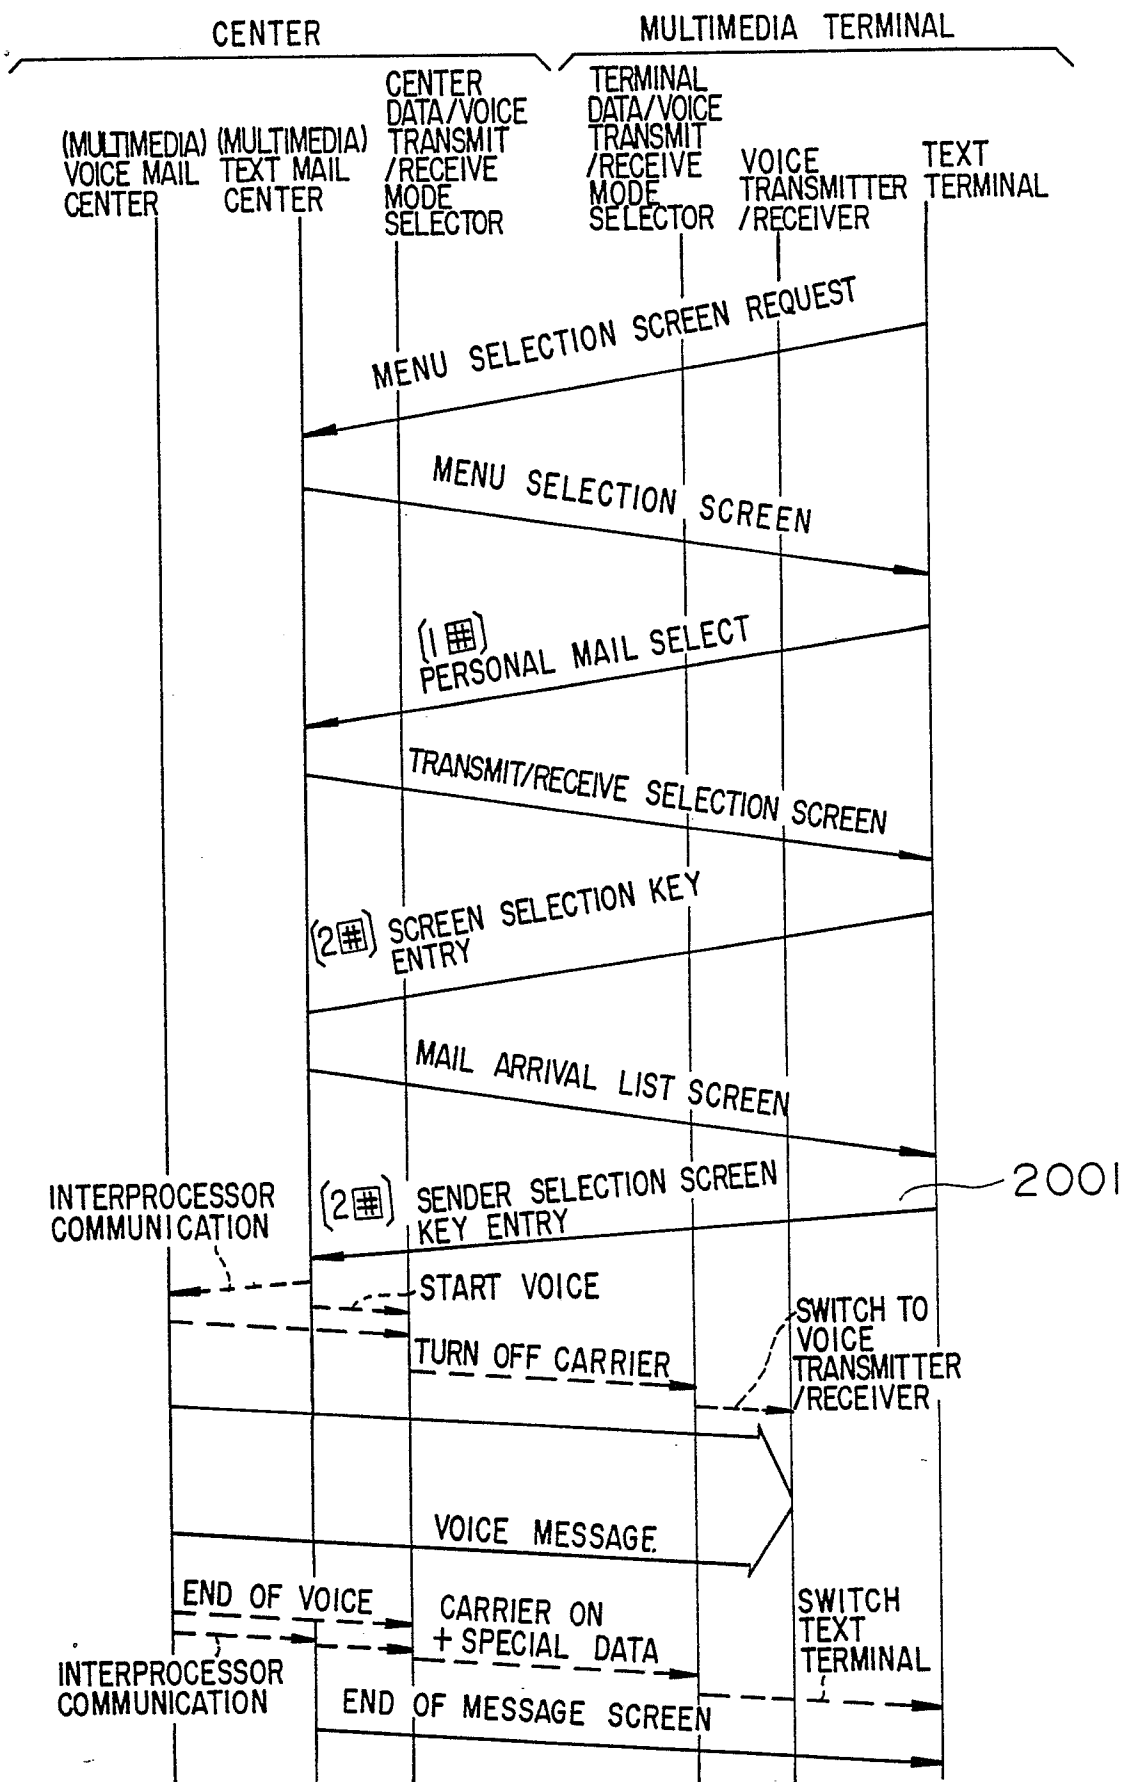 CENTER
MULTIMEDIA TERMINAL
(MULTIMEDIA)
VOICE MAIL
CENTER
(MULTIMEDIA)
TEXT MAIL
CENTER
CENTER
DATA/VOICE
TRANSMIT
/RECEIVE
MODE
SELECTOR
TERMINAL
DATA/VOICE
TRANSMIT
/RECEIVE
MODE
SELECTOR
VOICE
TRANSMITTER
/RECEIVER
TEXT
TERMINAL
MENU SELECTION SCREEN REQUEST
MENU SELECTION SCREEN
(1 #)
PERSONAL MAIL SELECT
TRANSMIT/RECEIVE SELECTION SCREEN
(2 #) SCREEN SELECTION KEY
ENTRY
MAIL ARRIVAL LIST SCREEN
(2 #) SENDER SELECTION SCREEN
KEY ENTRY
2001
INTERPROCESSOR
COMMUNICATION
START VOICE
SWITCH TO
VOICE
TRANSMITTER
/RECEIVER
TURN OFF CARRIER
VOICE MESSAGE
END OF VOICE
CARRIER ON
+ SPECIAL DATA
SWITCH
TEXT
TERMINAL
INTERPROCESSOR
COMMUNICATION
END OF MESSAGE SCREEN